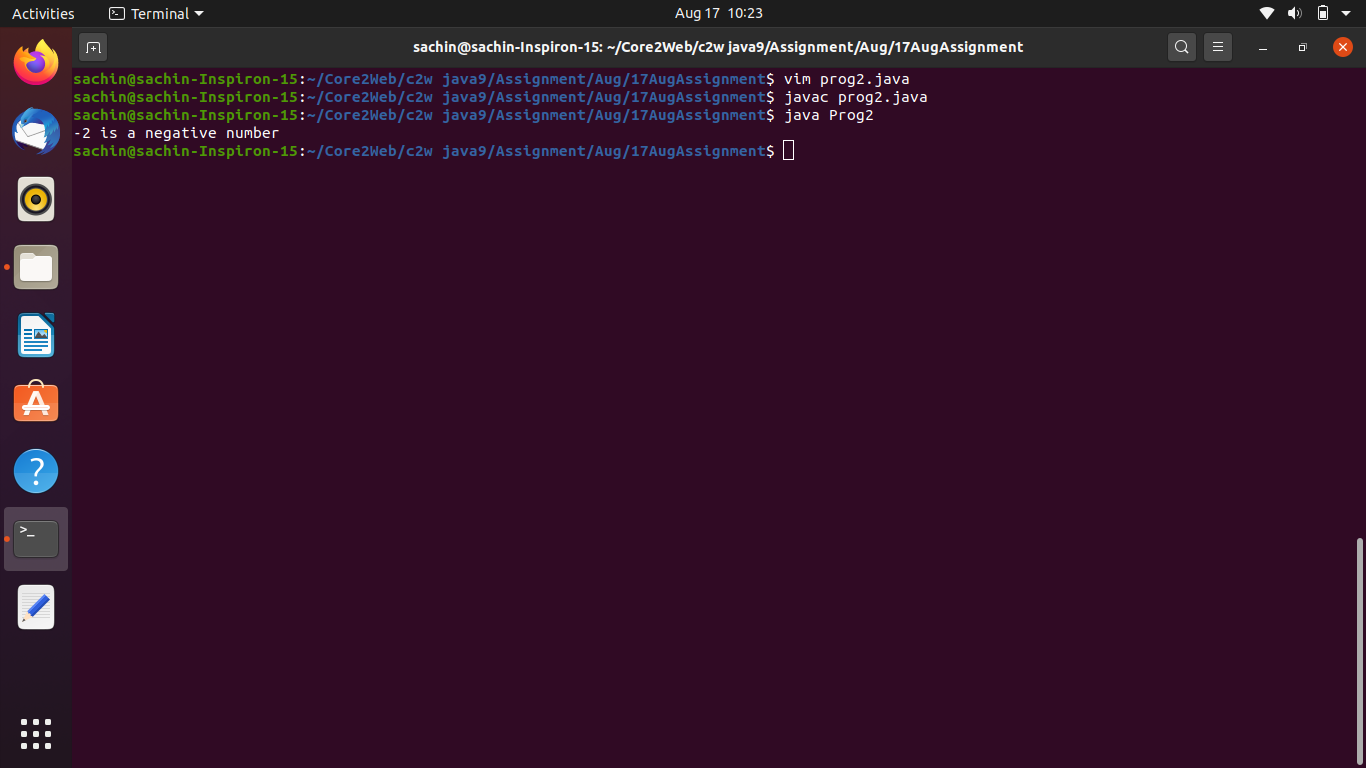 Activities
Terminal
Aug 17 10:23
sachin@sachin-Inspiron-15: ~/Core2Web/c2w java9/Assignment/Aug/17AugAssignment
sachin@sachin-Inspiron-15:~/Core2Web/c2w java9/Assignment/Aug/17AugAssignment$ vim prog2.java
sachin@sachin-Inspiron-15:~/Core2Web/c2w java9/Assignment/Aug/17AugAssignment$ javac prog2.java
sachin@sachin-Inspiron-15:~/Core2Web/c2w java9/Assignment/Aug/17AugAssignment$ java Prog2
-2 is a negative number
sachin@sachin-Inspiron-15:~/Core2Web/c2w java9/Assignment/Aug/17AugAssignment$